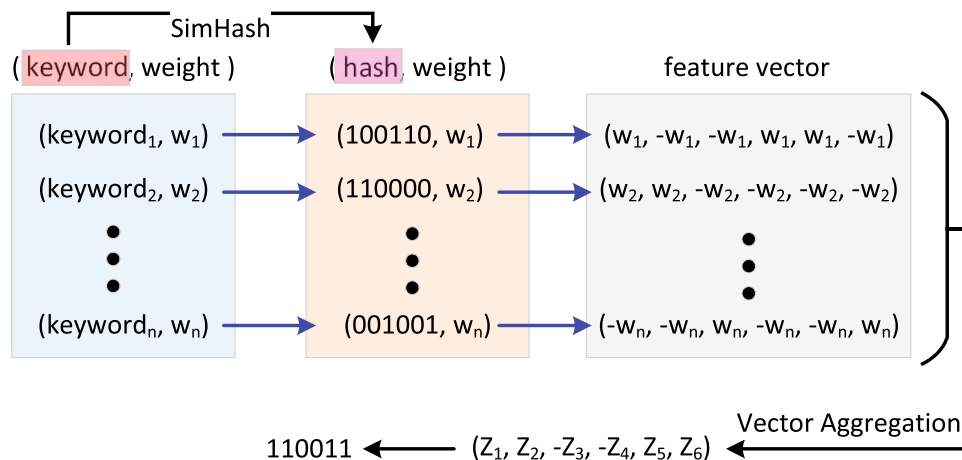 SimHash
( keyword, weight )
( hash, weight )
feature vector
(keyword₁, w₁)
(100110, w₁)
(w₁, -w₁, -w₁, w₁, w₁, -w₁)
(keyword₂, w₂)
(110000, w₂)
(w₂, w₂, -w₂, -w₂, -w₂, -w₂)
(keywordₙ, wₙ)
(001001, wₙ)
(-wₙ, -wₙ, wₙ, -wₙ, -wₙ, wₙ)
Vector Aggregation
110011
(Z₁, Z₂, -Z₃, -Z₄, Z₅, Z₆)